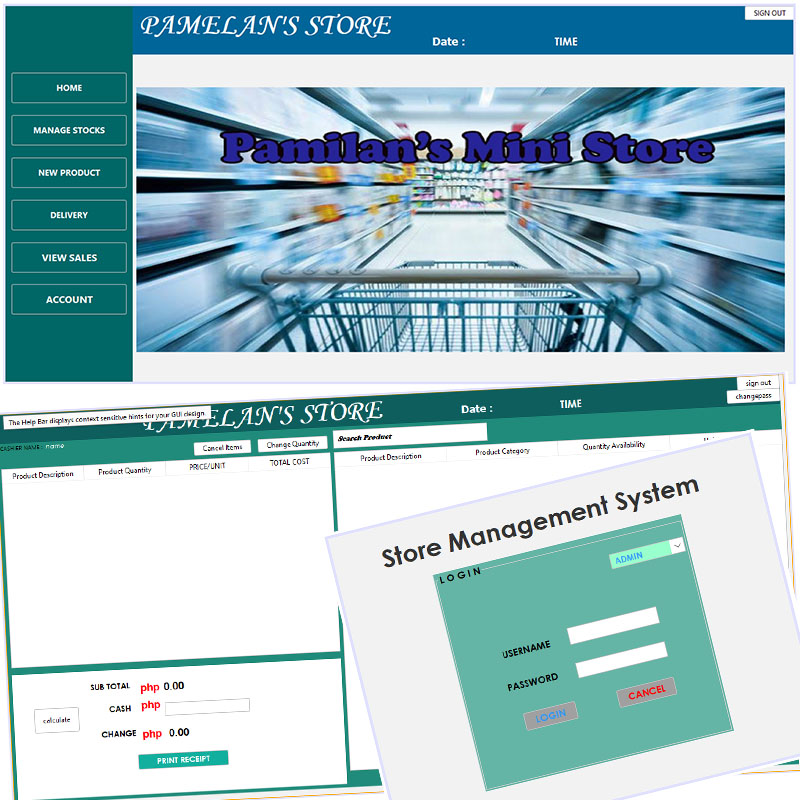 PAMELAN'S STORE
SIGN OUT
Date :
TIME
HOME
MANAGE STOCKS
NEW PRODUCT
DELIVERY
VIEW SALES
ACCOUNT
Pamilan's Mini Store
The Help Bar displays context sensitive hints for your GUI design.
PAMELAN'S STORE
Date :
TIME
sign out
changepass
CASHIER NAME : name
Cancel Items
Change Quantity
Search Product
Product Description
Product Quantity
PRICE/UNIT
TOTAL COST
Product Description
Product Category
Quantity Availability
SUB TOTAL php 0.00
CASH php
calculate
CHANGE php 0.00
PRINT RECEIPT
Store Management System
LOGIN
ADMIN
USERNAME
PASSWORD
LOGIN
CANCEL